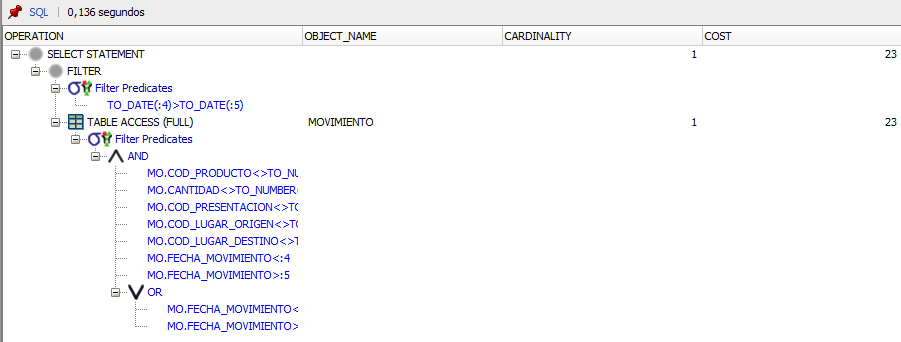 SQL | 0,136 segundos
OPERATION OBJECT_NAME CARDINALITY COST
SELECT STATEMENT 1 23
FILTER
Filter Predicates
TO_DATE(:4)>TO_DATE(:5)
TABLE ACCESS (FULL) MOVIMIENTO 1 23
Filter Predicates
AND
MO.COD_PRODUCTO<>TO_NU
MO.CANTIDAD<>TO_NUMBER(
MO.COD_PRESENTACION<>TO
MO.COD_LUGAR_ORIGEN<>TO
MO.COD_LUGAR_DESTINO<>T
MO.FECHA_MOVIMIENTO<:4
MO.FECHA_MOVIMIENTO>:5
OR
MO.FECHA_MOVIMIENTO<
MO.FECHA_MOVIMIENTO>